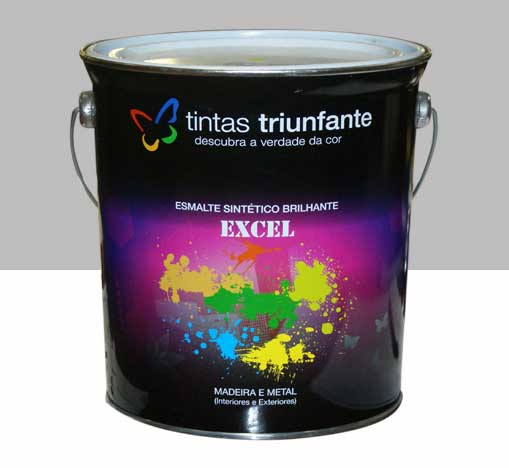 tintas triunfante
descubra a verdade da cor
ESMALTE SINTÉTICO BRILHANTE
EXCEL
MADEIRA E METAL
(Interiores e Exteriores)